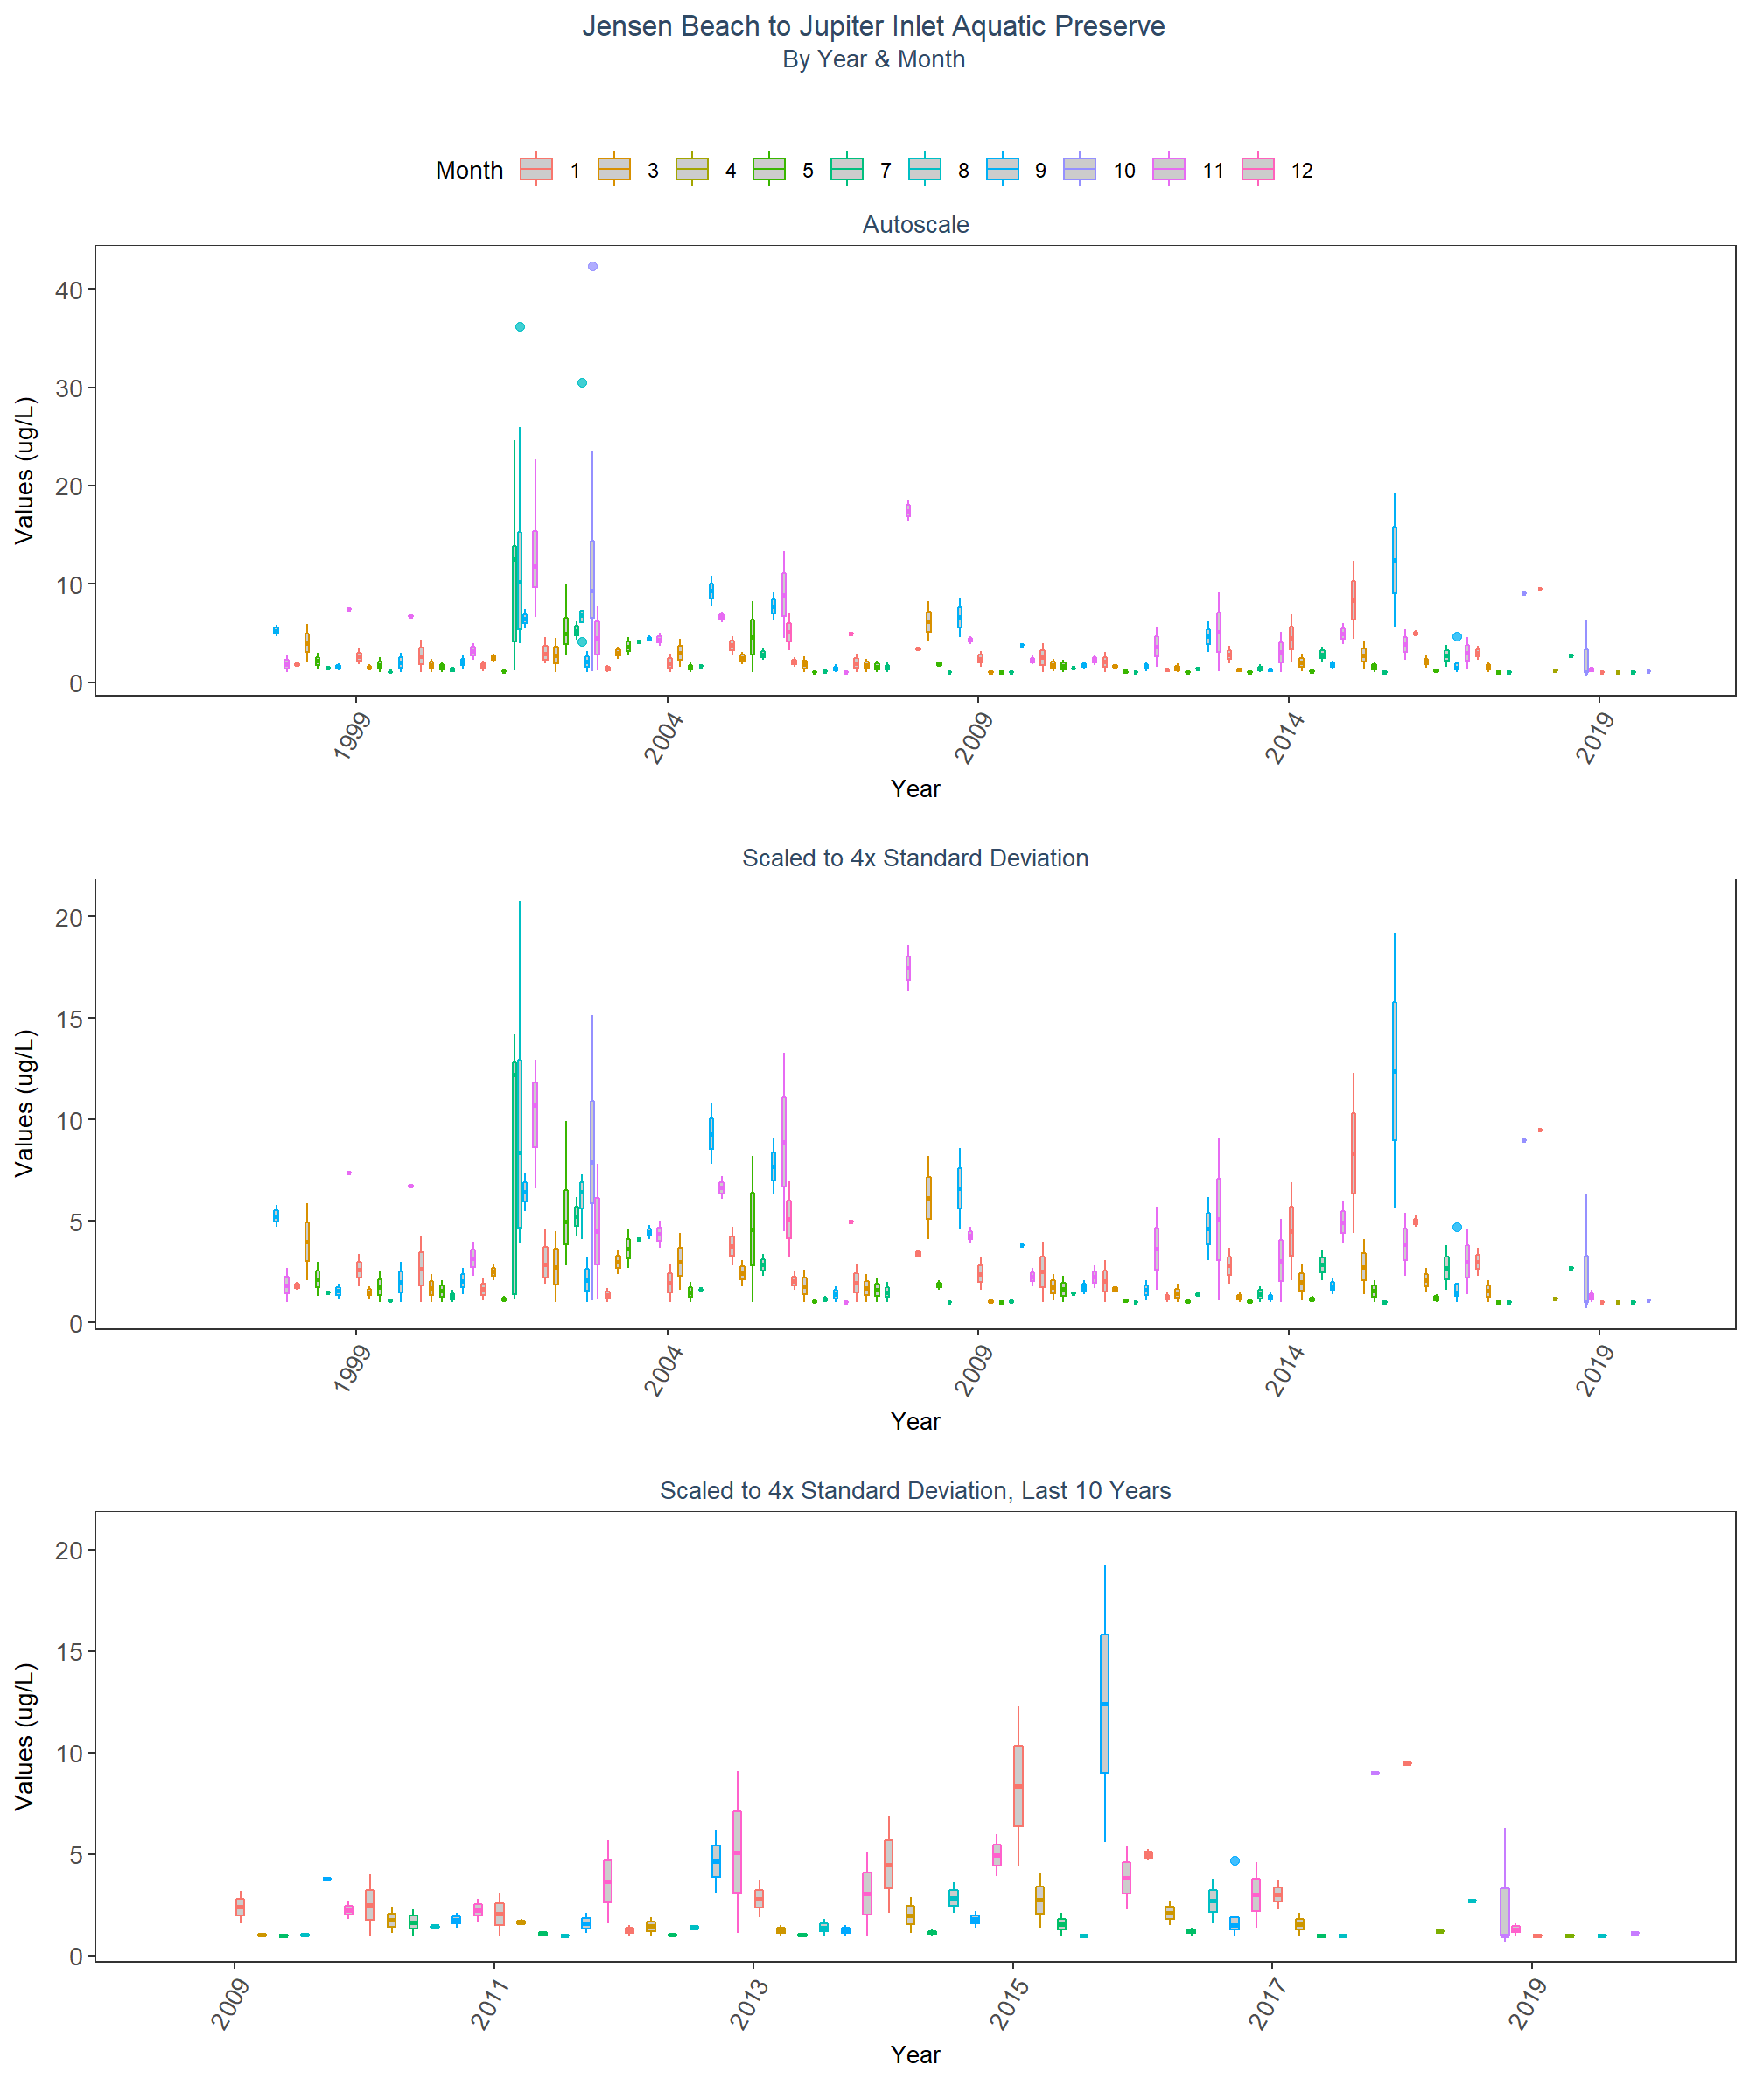 Jensen Beach to Jupiter Inlet Aquatic Preserve
By Year & Month
Month 1 3 4 5 7 8 9 10 11 12
Autoscale
Values (ug/L)
40
30
20
10
0
1999 2004 2009 2014 2019
Year
Scaled to 4x Standard Deviation
Values (ug/L)
20
15
10
5
0
1999 2004 2009 2014 2019
Year
Scaled to 4x Standard Deviation, Last 10 Years
Values (ug/L)
20
15
10
5
0
2009 2011 2013 2015 2017 2019
Year